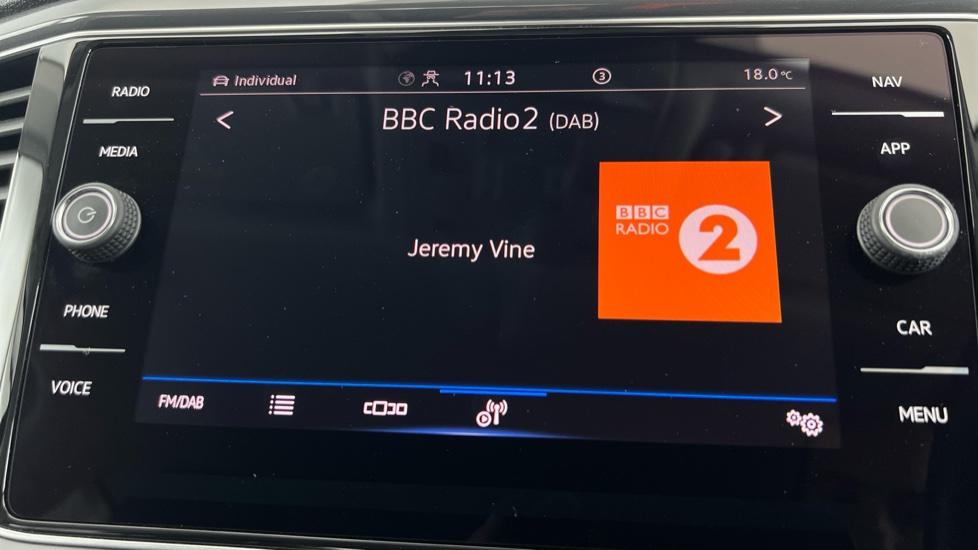 RADIO
MEDIA
PHONE
VOICE
Individual
11:13
3
18.0°C
< BBC Radio2 (DAB) >
Jeremy Vine
BBC
RADIO
2
FM/DAB
NAV
APP
CAR
MENU